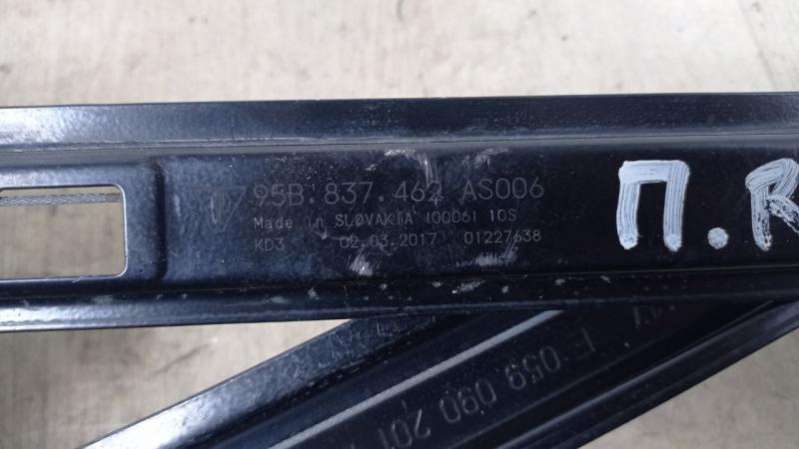 95B.837.462 AS006
Made in SLOVAKIA 100061 10S
KD3 02.03.2017 01227638
П.R
F 059 090 201